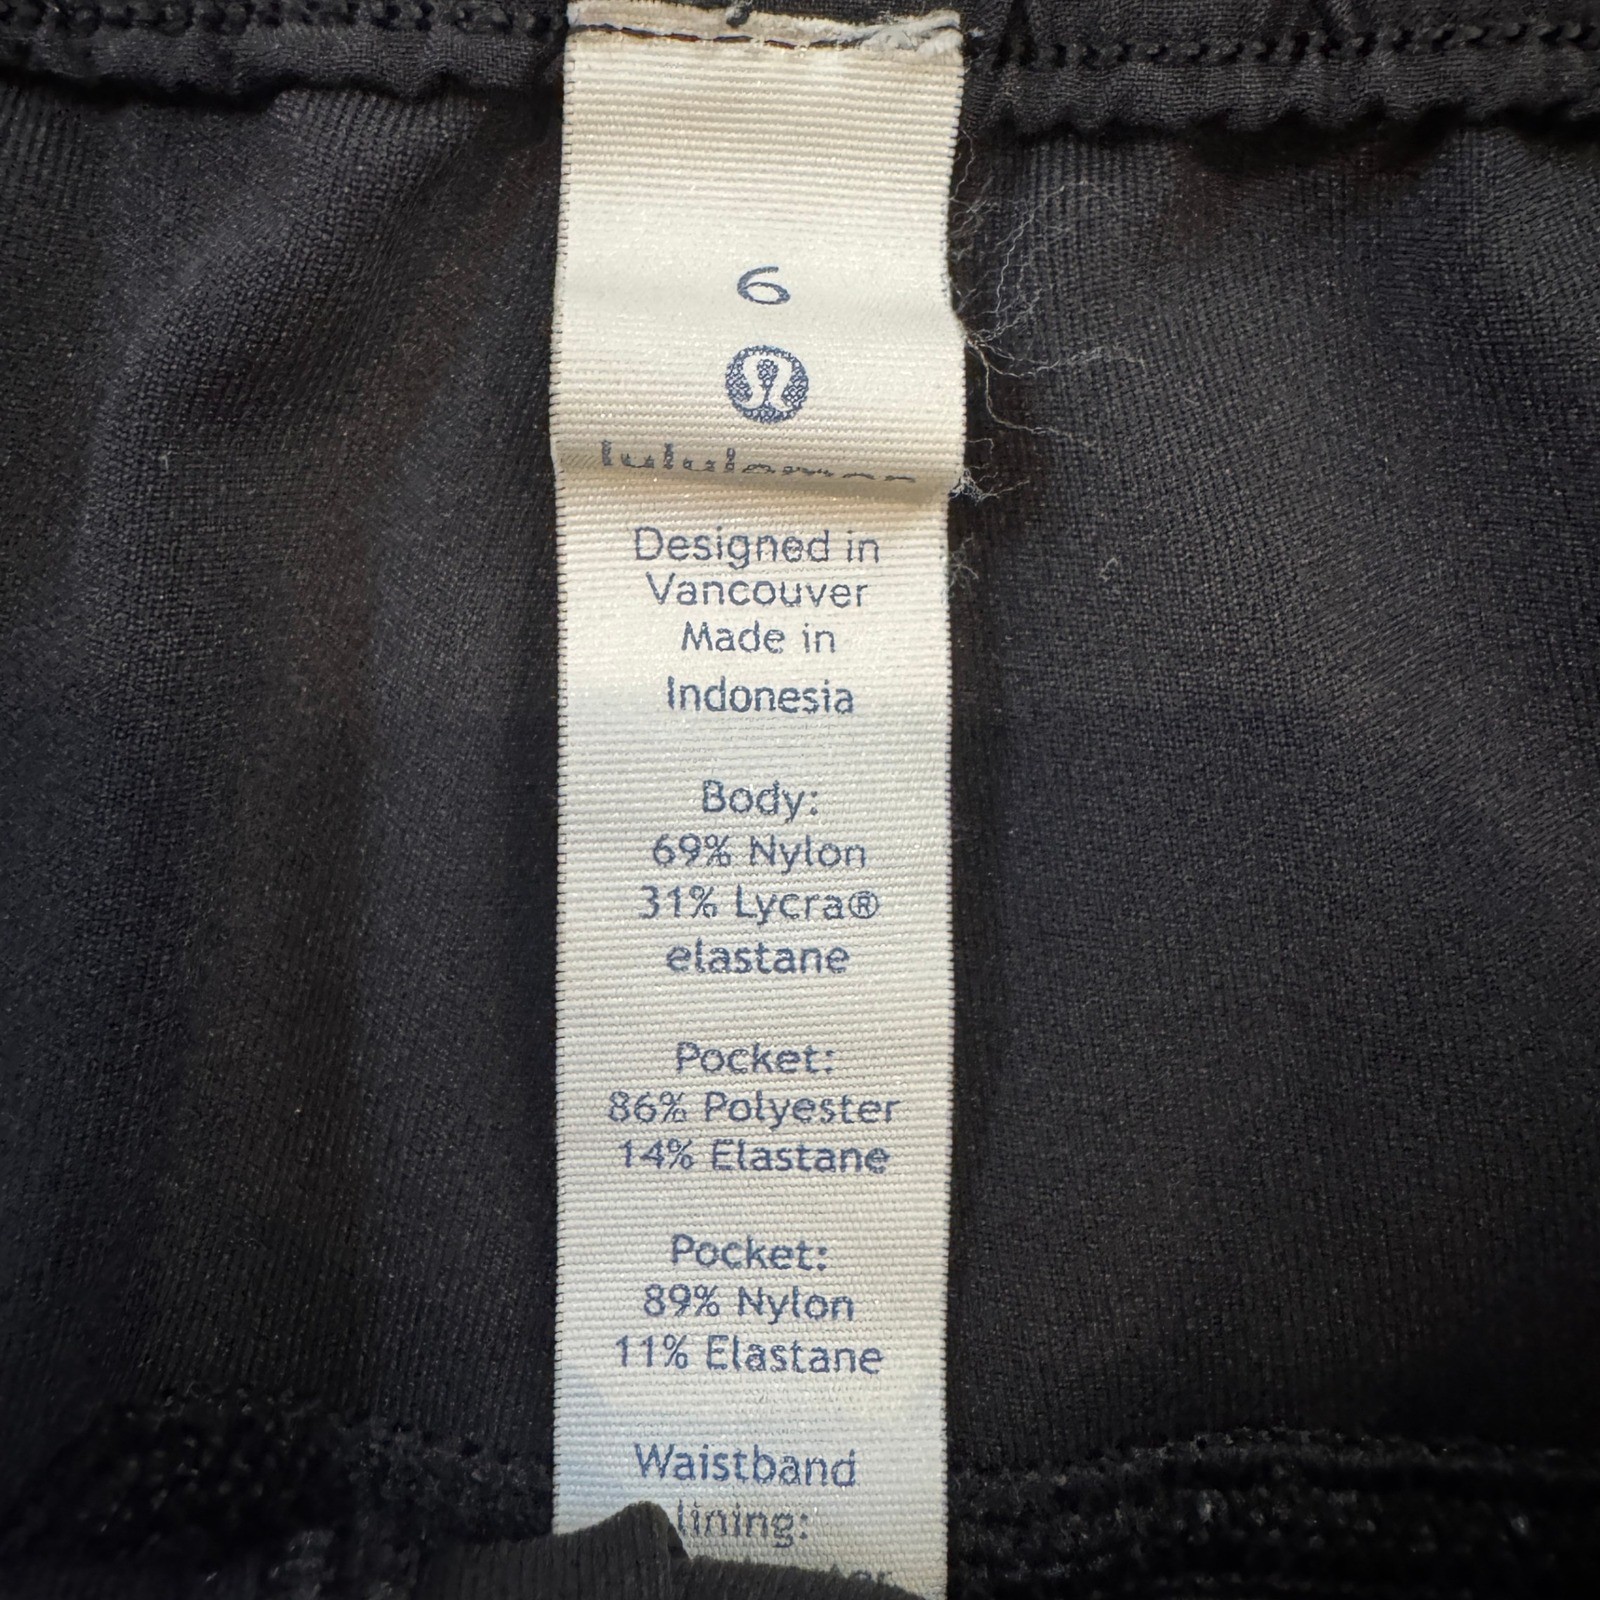 6
lululemon
Designed in
Vancouver
Made in
Indonesia
Body:
69% Nylon
31% Lycra®
elastane
Pocket:
86% Polyester
14% Elastane
Pocket:
89% Nylon
11% Elastane
Waistband
lining: